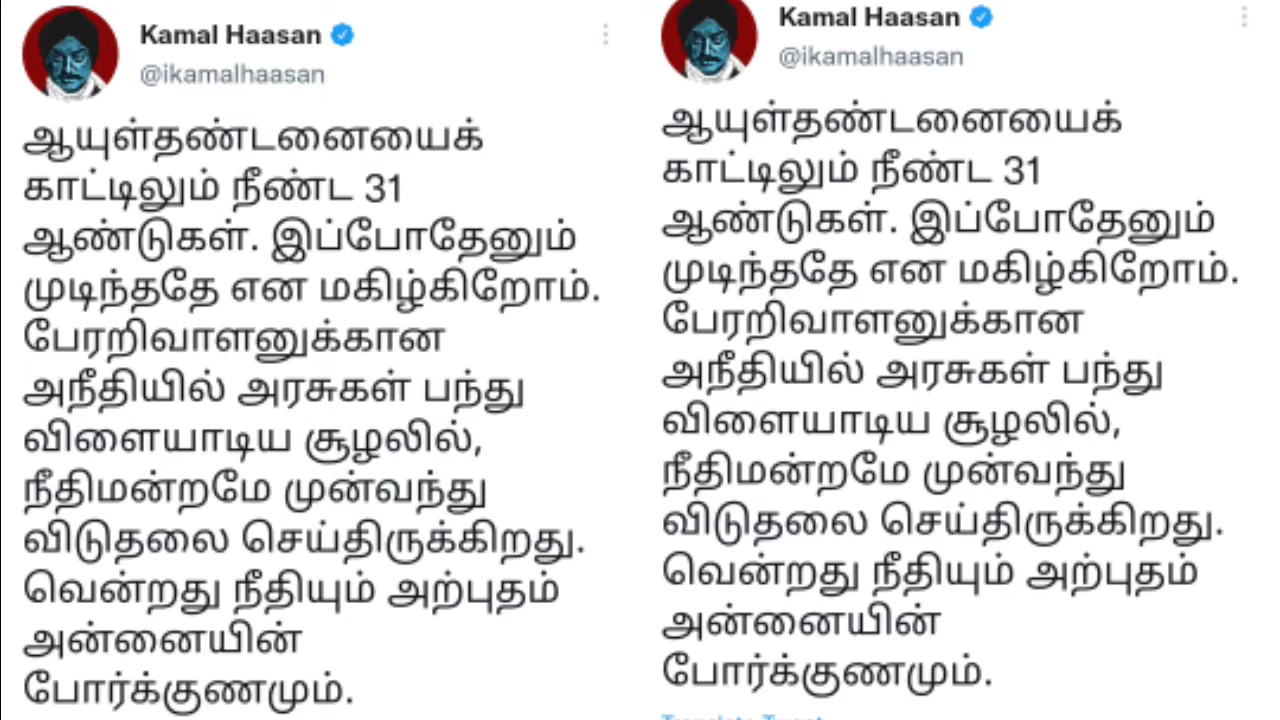 Kamal Haasan
@ikamalhaasan
ஆயுள்தண்டனையைக்
காட்டிலும் நீண்ட 31
ஆண்டுகள். இப்போதேனும்
முடிந்ததே என மகிழ்கிறோம்.
பேரறிவாளனுக்கான
அநீதியில் அரசுகள் பந்து
விளையாடிய சூழலில்,
நீதிமன்றமே முன்வந்து
விடுதலை செய்திருக்கிறது.
வென்றது நீதியும் அற்புதம்
அன்னையின்
போர்க்குணமும்.
Kamal Haasan
@ikamalhaasan
ஆயுள்தண்டனையைக்
காட்டிலும் நீண்ட 31
ஆண்டுகள். இப்போதேனும்
முடிந்ததே என மகிழ்கிறோம்.
பேரறிவாளனுக்கான
அநீதியில் அரசுகள் பந்து
விளையாடிய சூழலில்,
நீதிமன்றமே முன்வந்து
விடுதலை செய்திருக்கிறது.
வென்றது நீதியும் அற்புதம்
அன்னையின்
போர்க்குணமும்.
Translate Tweet